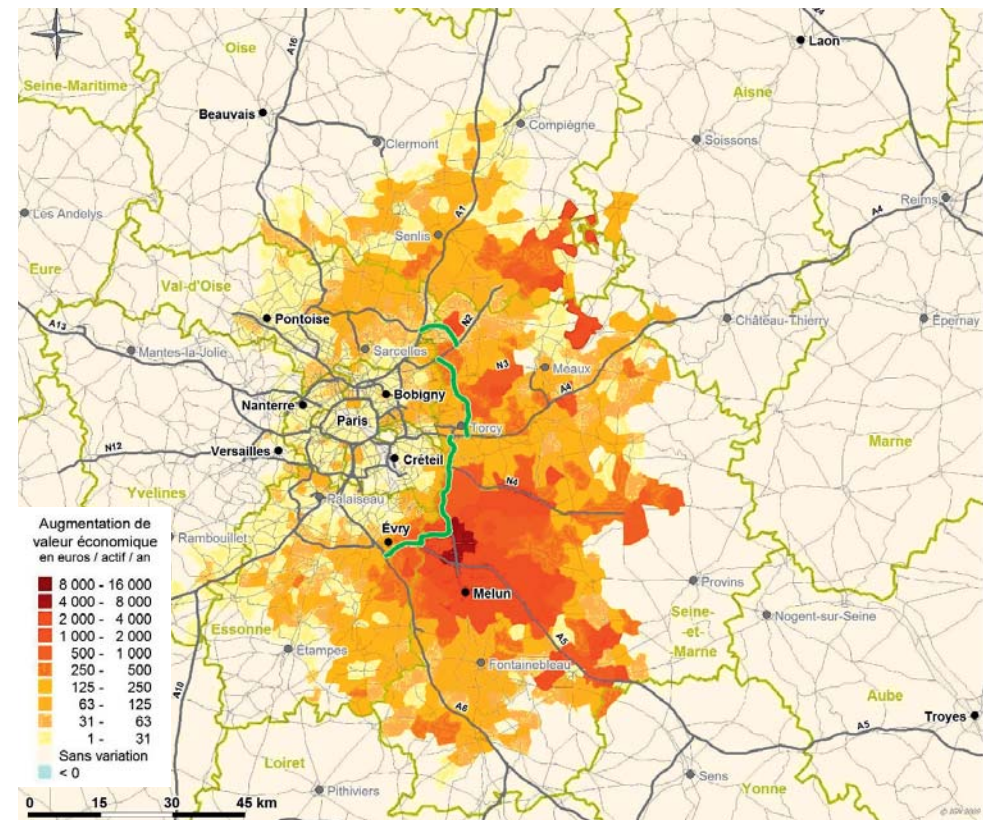 A4
Laon
Oise
A16
Seine-Maritime
Aisne
Beauvais
Compiègne
Clermont
Soissons
Reims
Les Andelys
A1
A4
Senlis
Eure
Val-d'Oise
Pontoise
N2
Château-Thierry
Épernay
A13
Mantes-la-Jolie
Sarcelles
N3
Meaux
A4
Bobigny
Nanterre
Paris
Torcy
Marne
N12
Versailles
Créteil
Yvelines
N4
Palaiseau
Augmentation de
valeur économique
en euros / actif / an
Évry
Rambouillet
8 000 - 16 000
4 000 - 8 000
2 000 - 4 000
1 000 - 2 000
500 - 1 000
250 - 500
125 - 250
63 - 125
31 - 63
1 - 31
Sans variation
< 0
Melun
Provins
Seine-
-et-
Marne
Nogent-sur-Seine
Essonne
Étampes
A5
Fontainebleau
A10
A6
Aube
Troyes
A5
Loiret
Sens
Pithiviers
Yonne
0 15 30 45 km
© IGN 2009